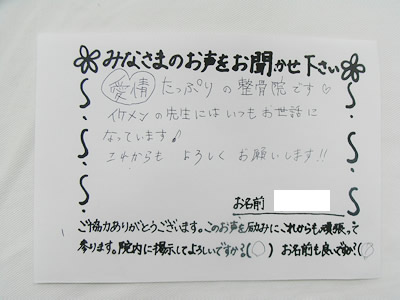 みなさまのお声をお聞かせ下さい
愛情たっぷりの整骨院です♡
イケメンの先生にはいつもお世話に
なっています♪
これからも よろしく お願いします!!
お名前
ご協力ありがとうございます。このお声を励みにこれからも頑張って
参ります。院内に掲示してよろしいですか?(○) お名前も良いですか?(○)